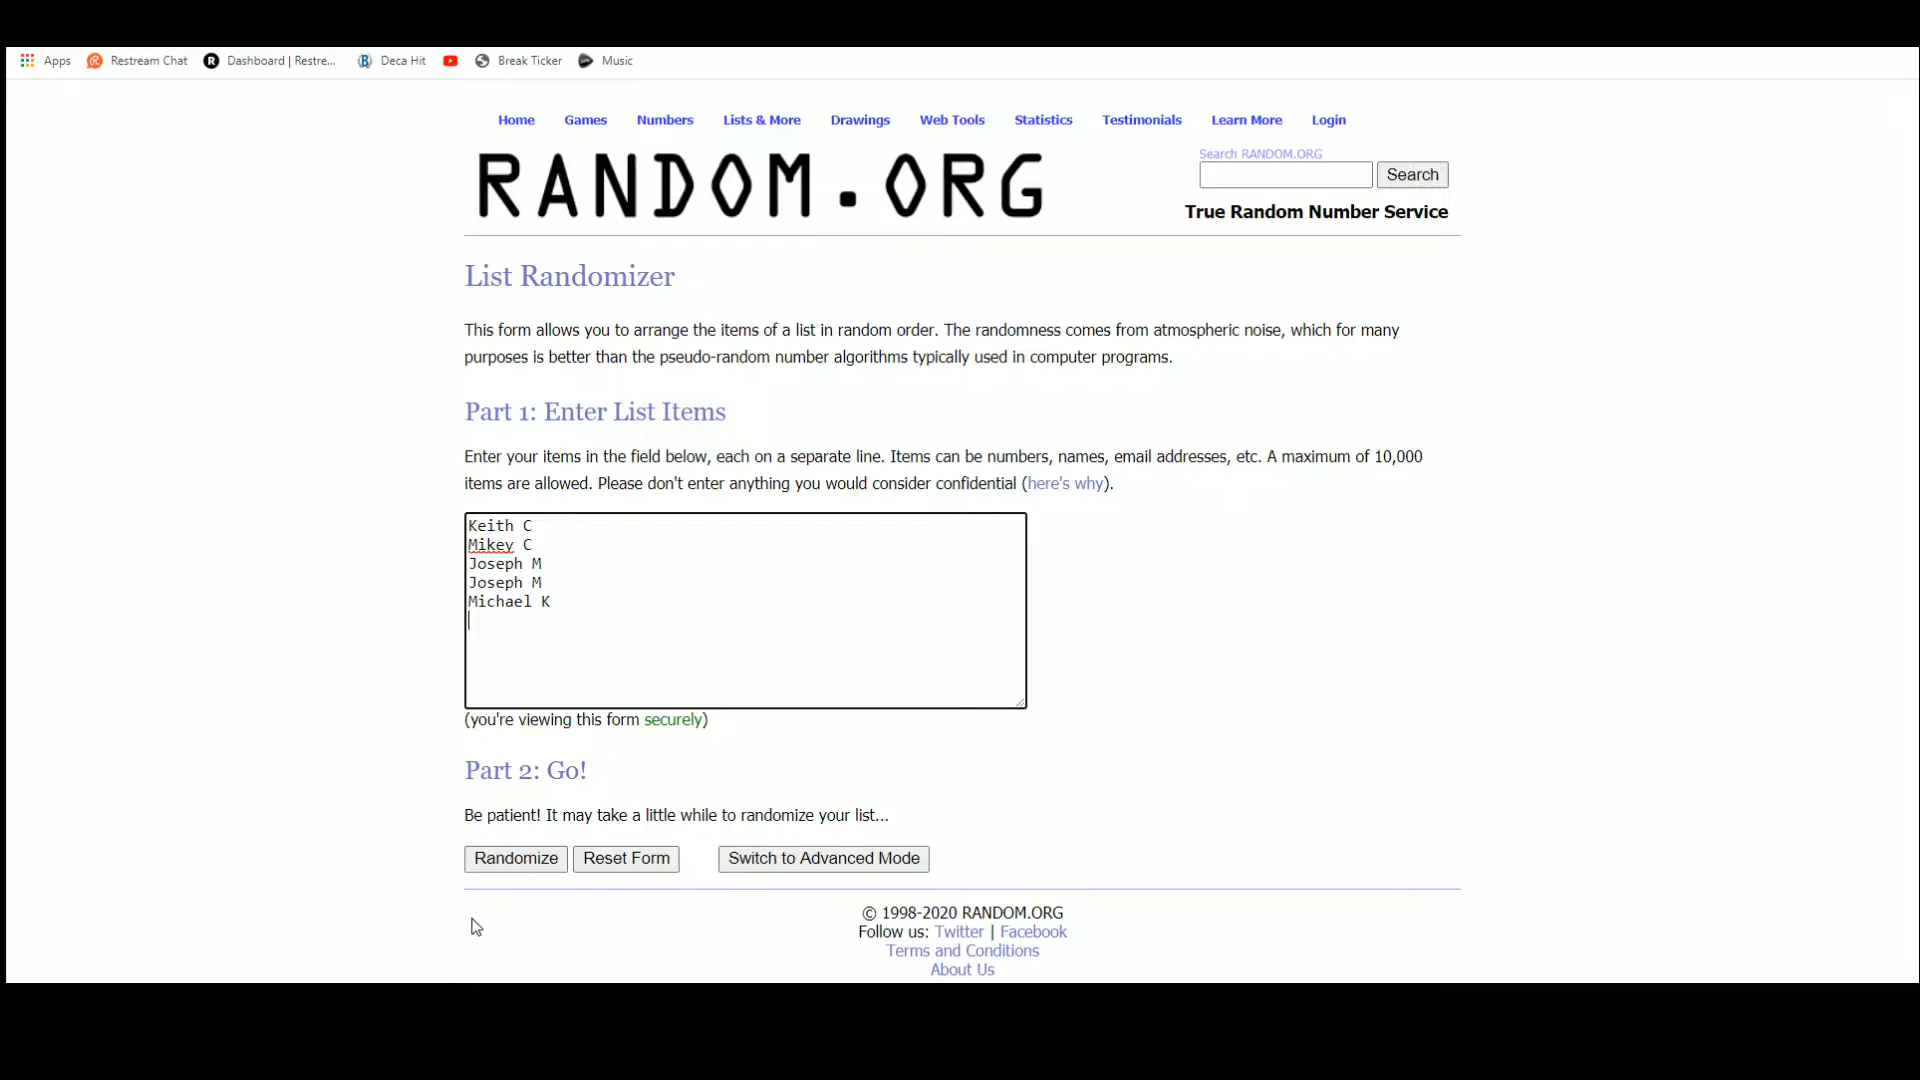 Apps Restream Chat Dashboard | Restre... Deca Hit Break Ticker Music
Home Games Numbers Lists & More Drawings Web Tools Statistics Testimonials Learn More Login
RANDOM.ORG
Search RANDOM.ORG
Search
True Random Number Service
List Randomizer
This form allows you to arrange the items of a list in random order. The randomness comes from atmospheric noise, which for many
purposes is better than the pseudo-random number algorithms typically used in computer programs.
Part 1: Enter List Items
Enter your items in the field below, each on a separate line. Items can be numbers, names, email addresses, etc. A maximum of 10,000
items are allowed. Please don't enter anything you would consider confidential (here's why).
Keith C
Mikey C
Joseph M
Joseph M
Michael K
(you're viewing this form securely)
Part 2: Go!
Be patient! It may take a little while to randomize your list...
Randomize Reset Form Switch to Advanced Mode
© 1998-2020 RANDOM.ORG
Follow us: Twitter | Facebook
Terms and Conditions
About Us